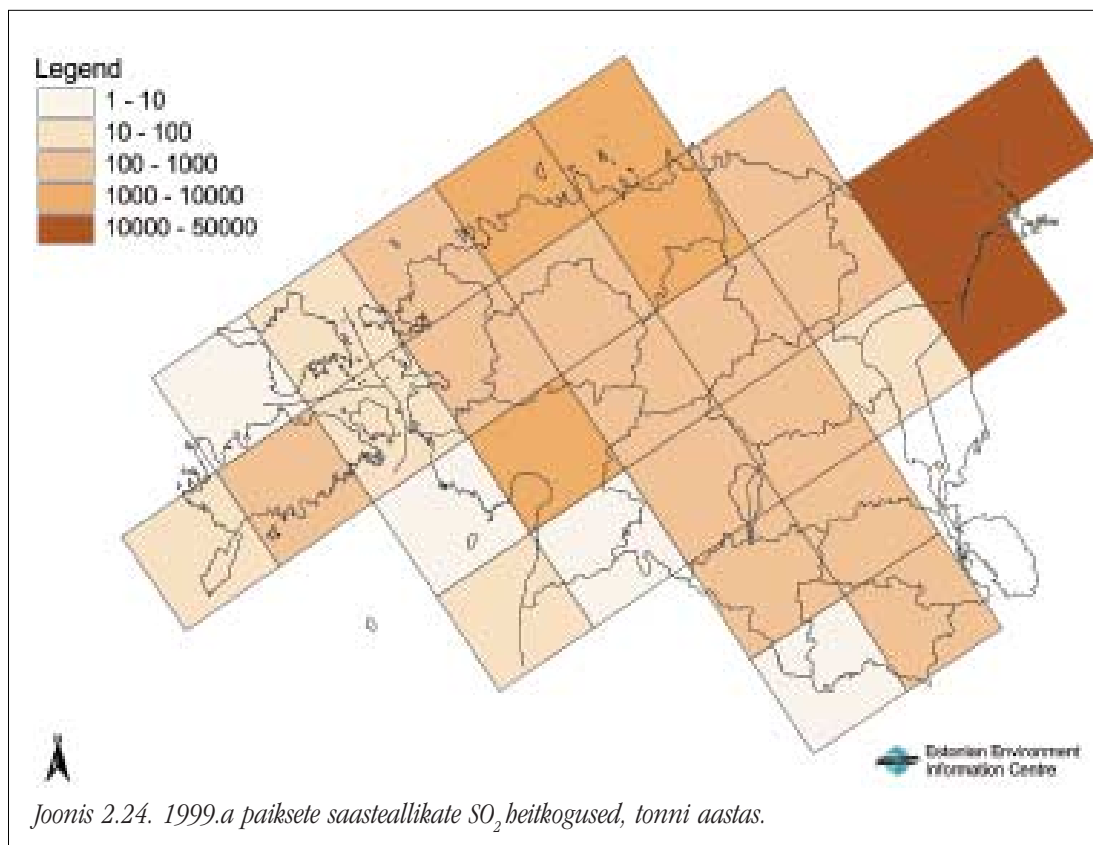 Legend
1 - 10
10 - 100
100 - 1000
1000 - 10000
10000 - 50000
Estonian Environment
Information Centre
Joonis 2.24. 1999.a paiksete saasteallikate SO₂ heitkogused, tonni aastas.